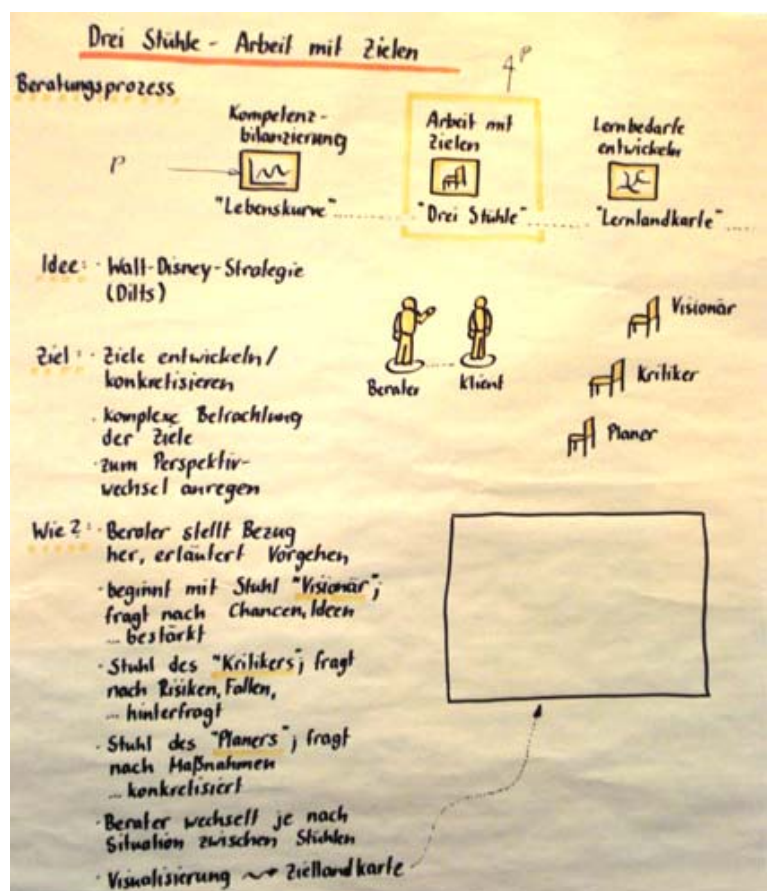 Drei Stühle - Arbeit mit Zielen
Beratungsprozess
P
Kompetenz-
bilanzierung
"Lebenskurve"
P
Arbeit mit
Zielen
"Drei Stühle"
Lernbedarfe
entwickeln
"Lernlandkarte"
Idee: · Walt-Disney-Strategie
(Dilts)
Berater
Klient
Visionär
Kritiker
Planer
Ziel: · Ziele entwickeln/
konkretisieren
· komplexe Betrachtung
der Ziele
· zum Perspektiv-
wechsel anregen
Wie?: · Berater stellt Bezug
her, erläutert Vorgehen
· beginnt mit Stuhl "Visionär";
fragt nach Chancen, Ideen
... bestärkt
· Stuhl des "Kritikers"; fragt
nach Risiken, Fallen,
... hinterfragt
· Stuhl des "Planers"; fragt
nach Maßnahmen
... konkretisiert
· Berater wechselt je nach
Situation zwischen Stühlen
· Visualisierung ~> Ziellandkarte